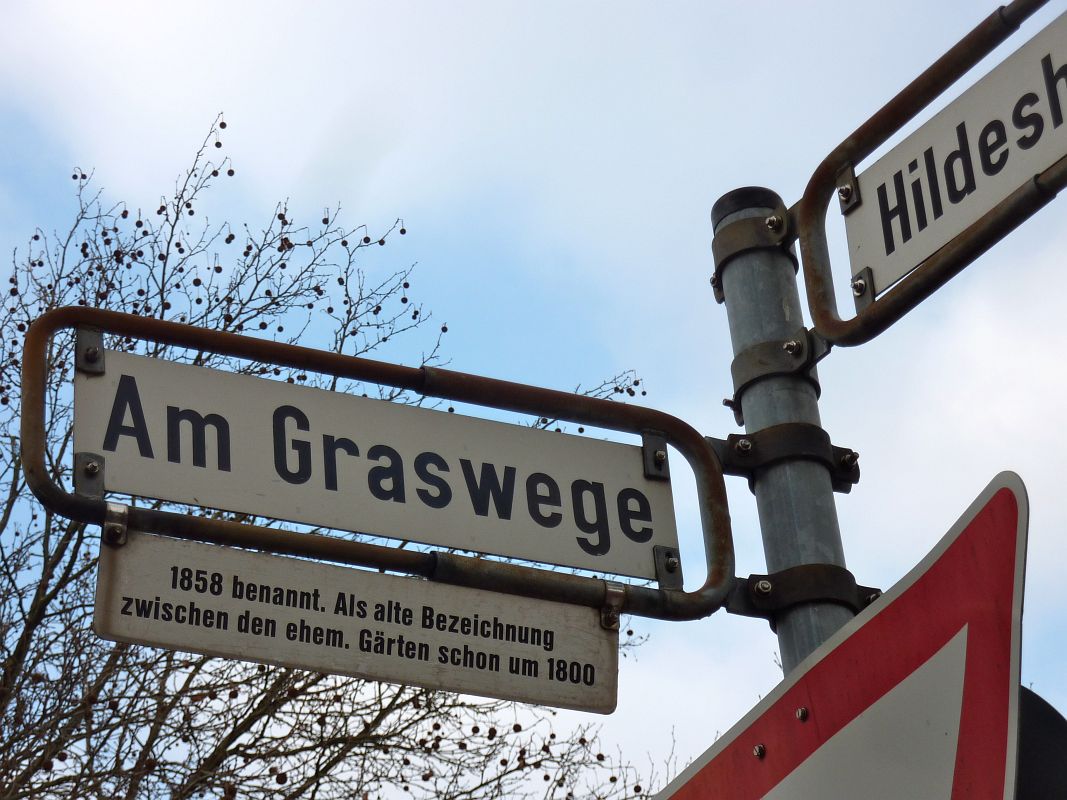 Am Graswege
1858 benannt. Als alte Bezeichnung
zwischen den ehem. Gärten schon um 1800
Hildesh